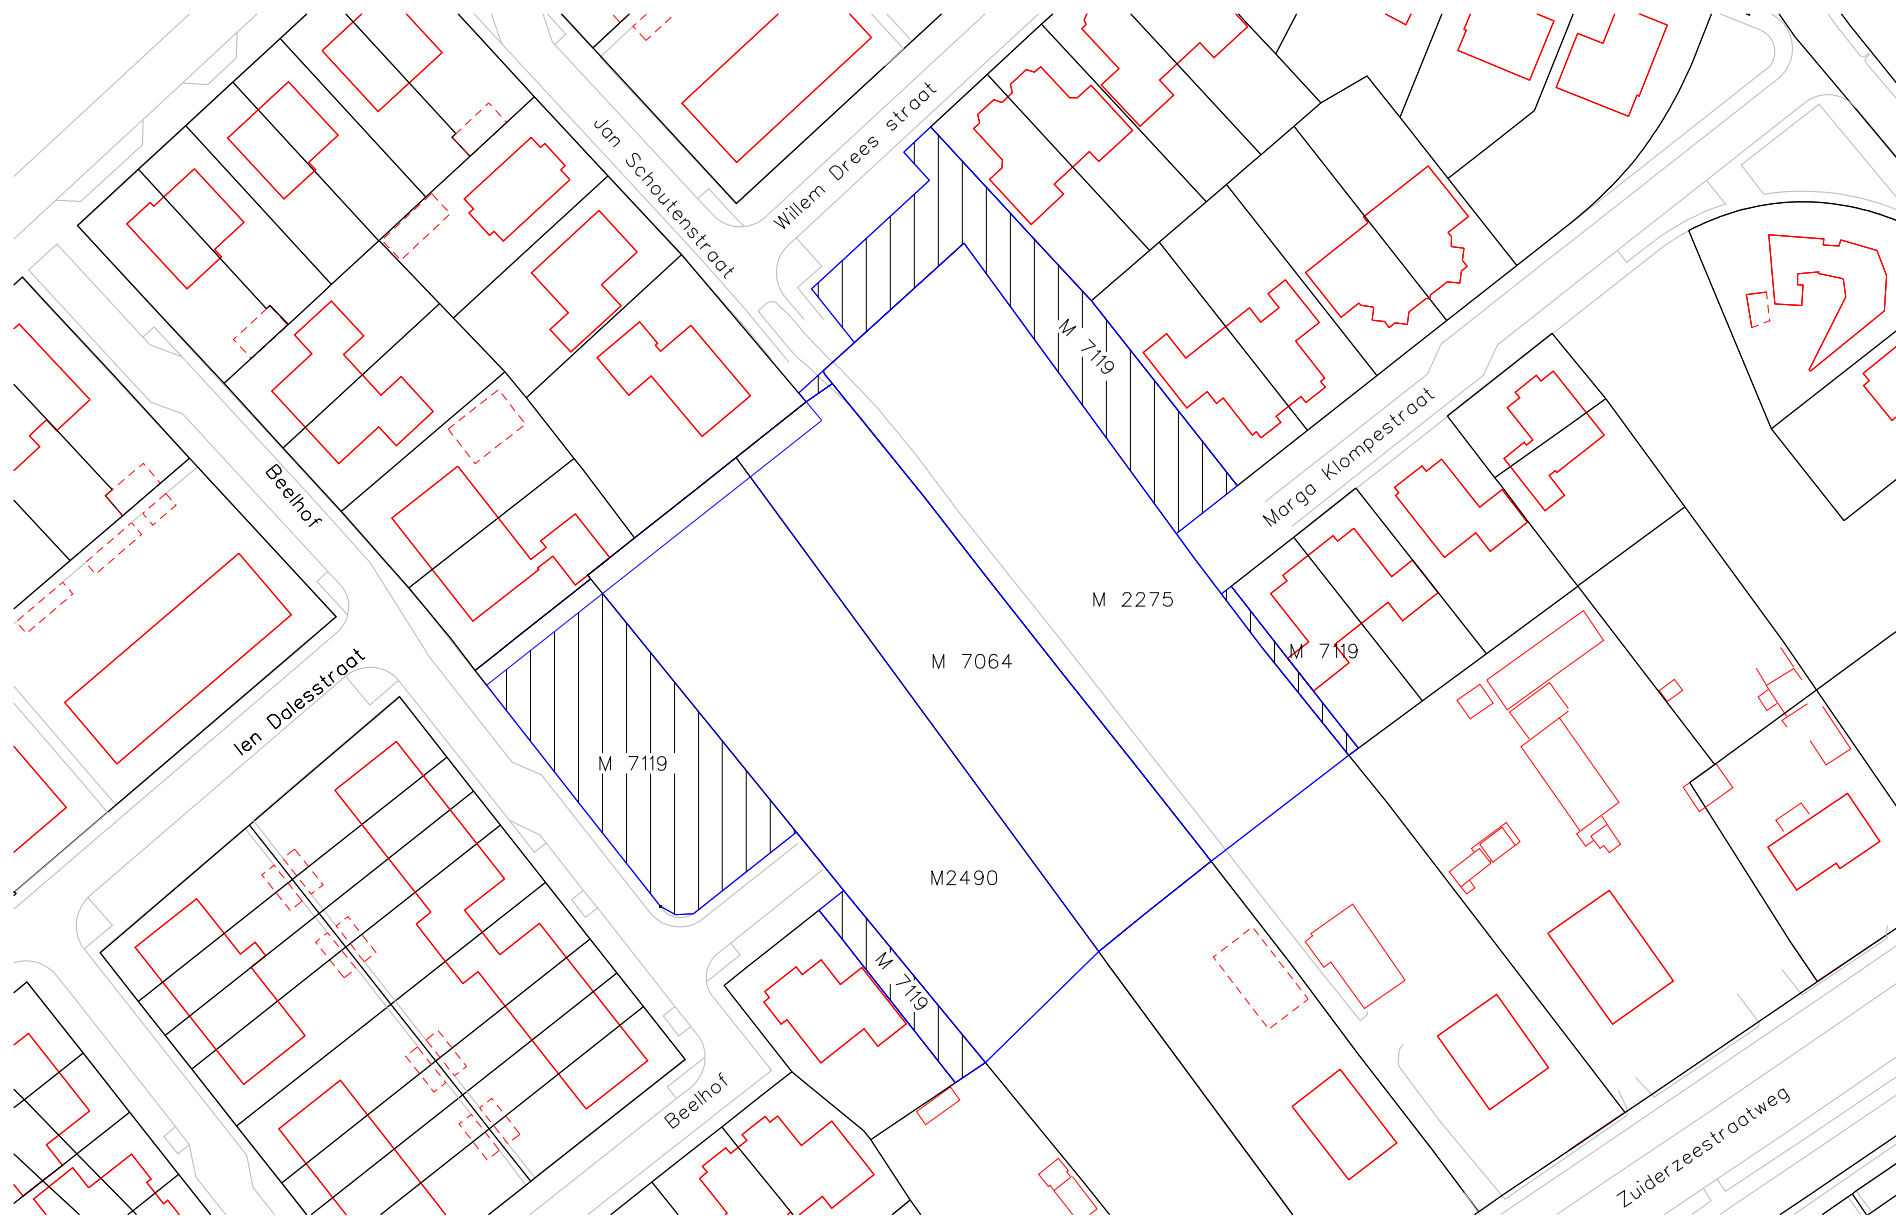 Jan Schoutenstraat
Willem Drees straat
M 7119
Marga Klompestraat
Beelhof
M 2275
M 7119
M 7064
Ien Dalesstraat
M 7119
M2490
M 7119
Beelhof
Zuiderzeestraatweg